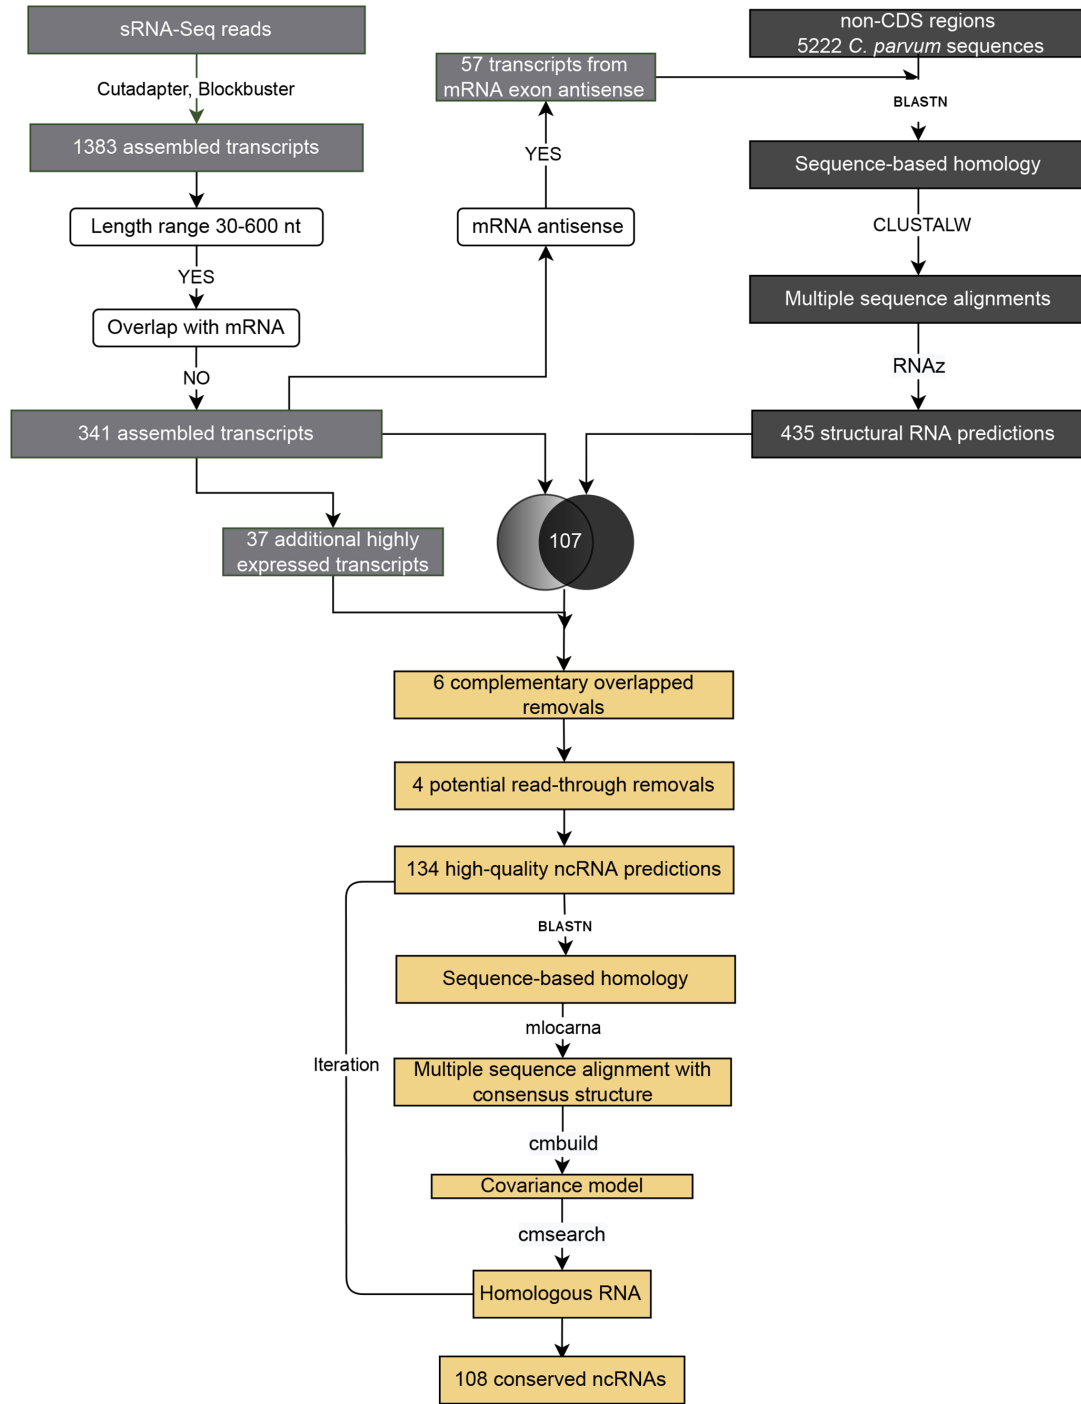 sRNA-Seq reads
Cutadapter, Blockbuster
1383 assembled transcripts
Length range 30-600 nt
YES
Overlap with mRNA
NO
341 assembled transcripts
37 additional highly
expressed transcripts
57 transcripts from
mRNA exon antisense
YES
mRNA antisense
non-CDS regions
5222 C. parvum sequences
BLASTN
Sequence-based homology
CLUSTALW
Multiple sequence alignments
RNAz
435 structural RNA predictions
107
6 complementary overlapped
removals
4 potential read-through removals
134 high-quality ncRNA predictions
BLASTN
Sequence-based homology
mlocarna
Iteration
Multiple sequence alignment with
consensus structure
cmbuild
Covariance model
cmsearch
Homologous RNA
108 conserved ncRNAs